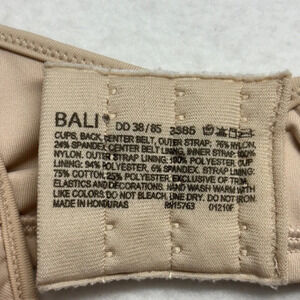 BALI®
DD 38/85 3385
CUPS, BACK, CENTER BELT, OUTER STRAP: 76% NYLON,
24% SPANDEX. CENTER BELT LINING, INNER STRAP: 100%
NYLON. OUTER STRAP LINING: 100% POLYESTER. CUP
LINING: 94% POLYESTER, 6% SPANDEX. STRAP LINING:
75% COTTON, 25% POLYESTER. EXCLUSIVE OF TRIM
ELASTICS AND DECORATIONS. HAND WASH WARM WITH
LIKE COLORS. DO NOT BLEACH. LINE DRY. DO NOT IRON.
MADE IN HONDURAS RN15763 01210F